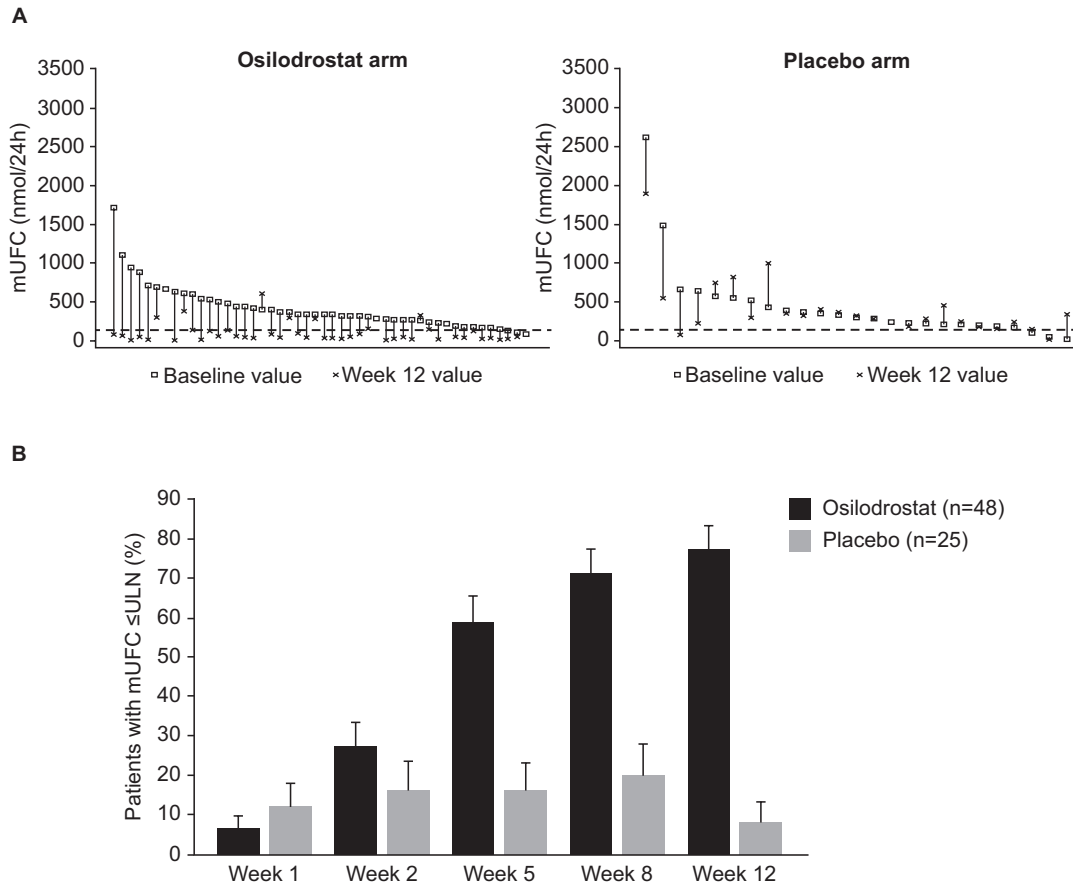 A
Osilodrostat arm
mUFC (nmol/24h)
3500
3000
2500
2000
1500
1000
500
0
Baseline value
Week 12 value
Placebo arm
mUFC (nmol/24h)
3500
3000
2500
2000
1500
1000
500
0
Baseline value
Week 12 value
B
Patients with mUFC ≤ULN (%)
90
80
70
60
50
40
30
20
10
0
Week 1
Week 2
Week 5
Week 8
Week 12
Osilodrostat (n=48)
Placebo (n=25)